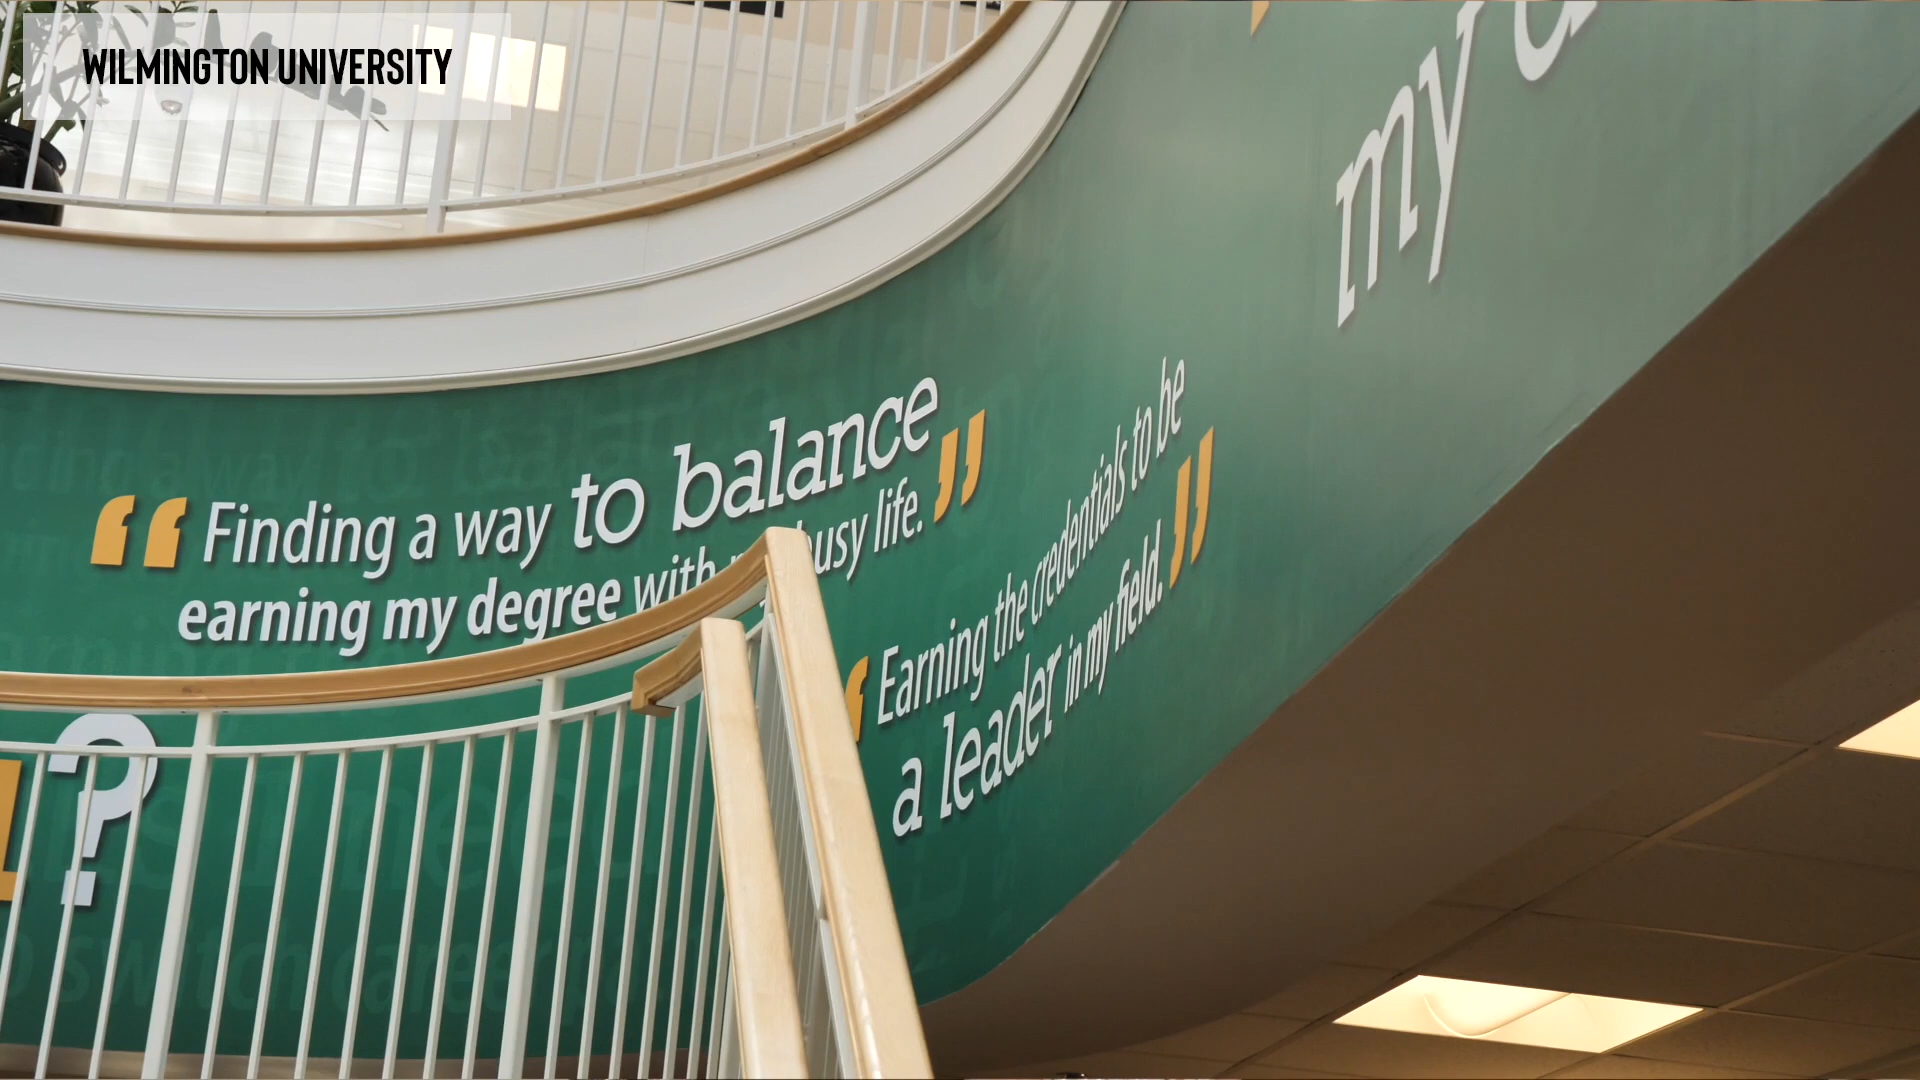 WILMINGTON UNIVERSITY
my
“Finding a way to balance
earning my degree with busy life.”
“Earning the credentials to be
a leader in my field.”
?